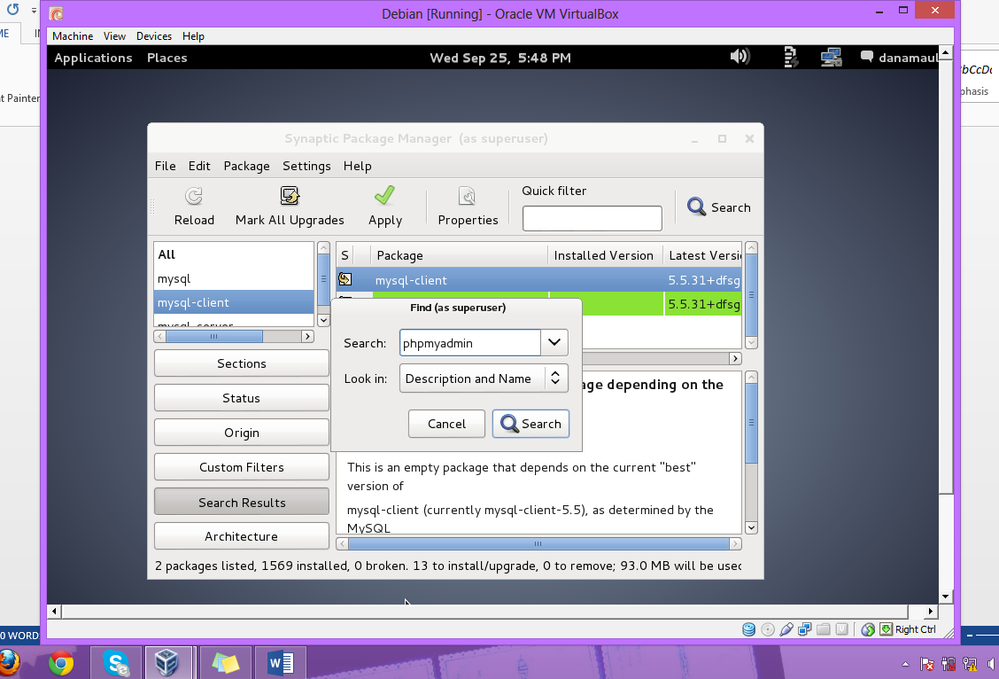 Debian [Running] - Oracle VM VirtualBox
Machine View Devices Help
Applications Places Wed Sep 25, 5:48 PM danamaul
t Painter
Synaptic Package Manager (as superuser)
File Edit Package Settings Help
Reload Mark All Upgrades Apply Properties
Quick filter
Search
All
mysql
mysql-client
mysql-server
S Package Installed Version Latest Versi
mysql-client 5.5.31+dfsg
5.5.31+dfsg
Find (as superuser)
Search: phpmyadmin
Look in: Description and Name
Cancel Search
age depending on the
This is an empty package that depends on the current "best"
version of
mysql-client (currently mysql-client-5.5), as determined by the
MySQL
Sections
Status
Origin
Custom Filters
Search Results
Architecture
2 packages listed, 1569 installed, 0 broken. 13 to install/upgrade, 0 to remove; 93.0 MB will be used
Right Ctrl
0 WORD
bCcDc
phasis